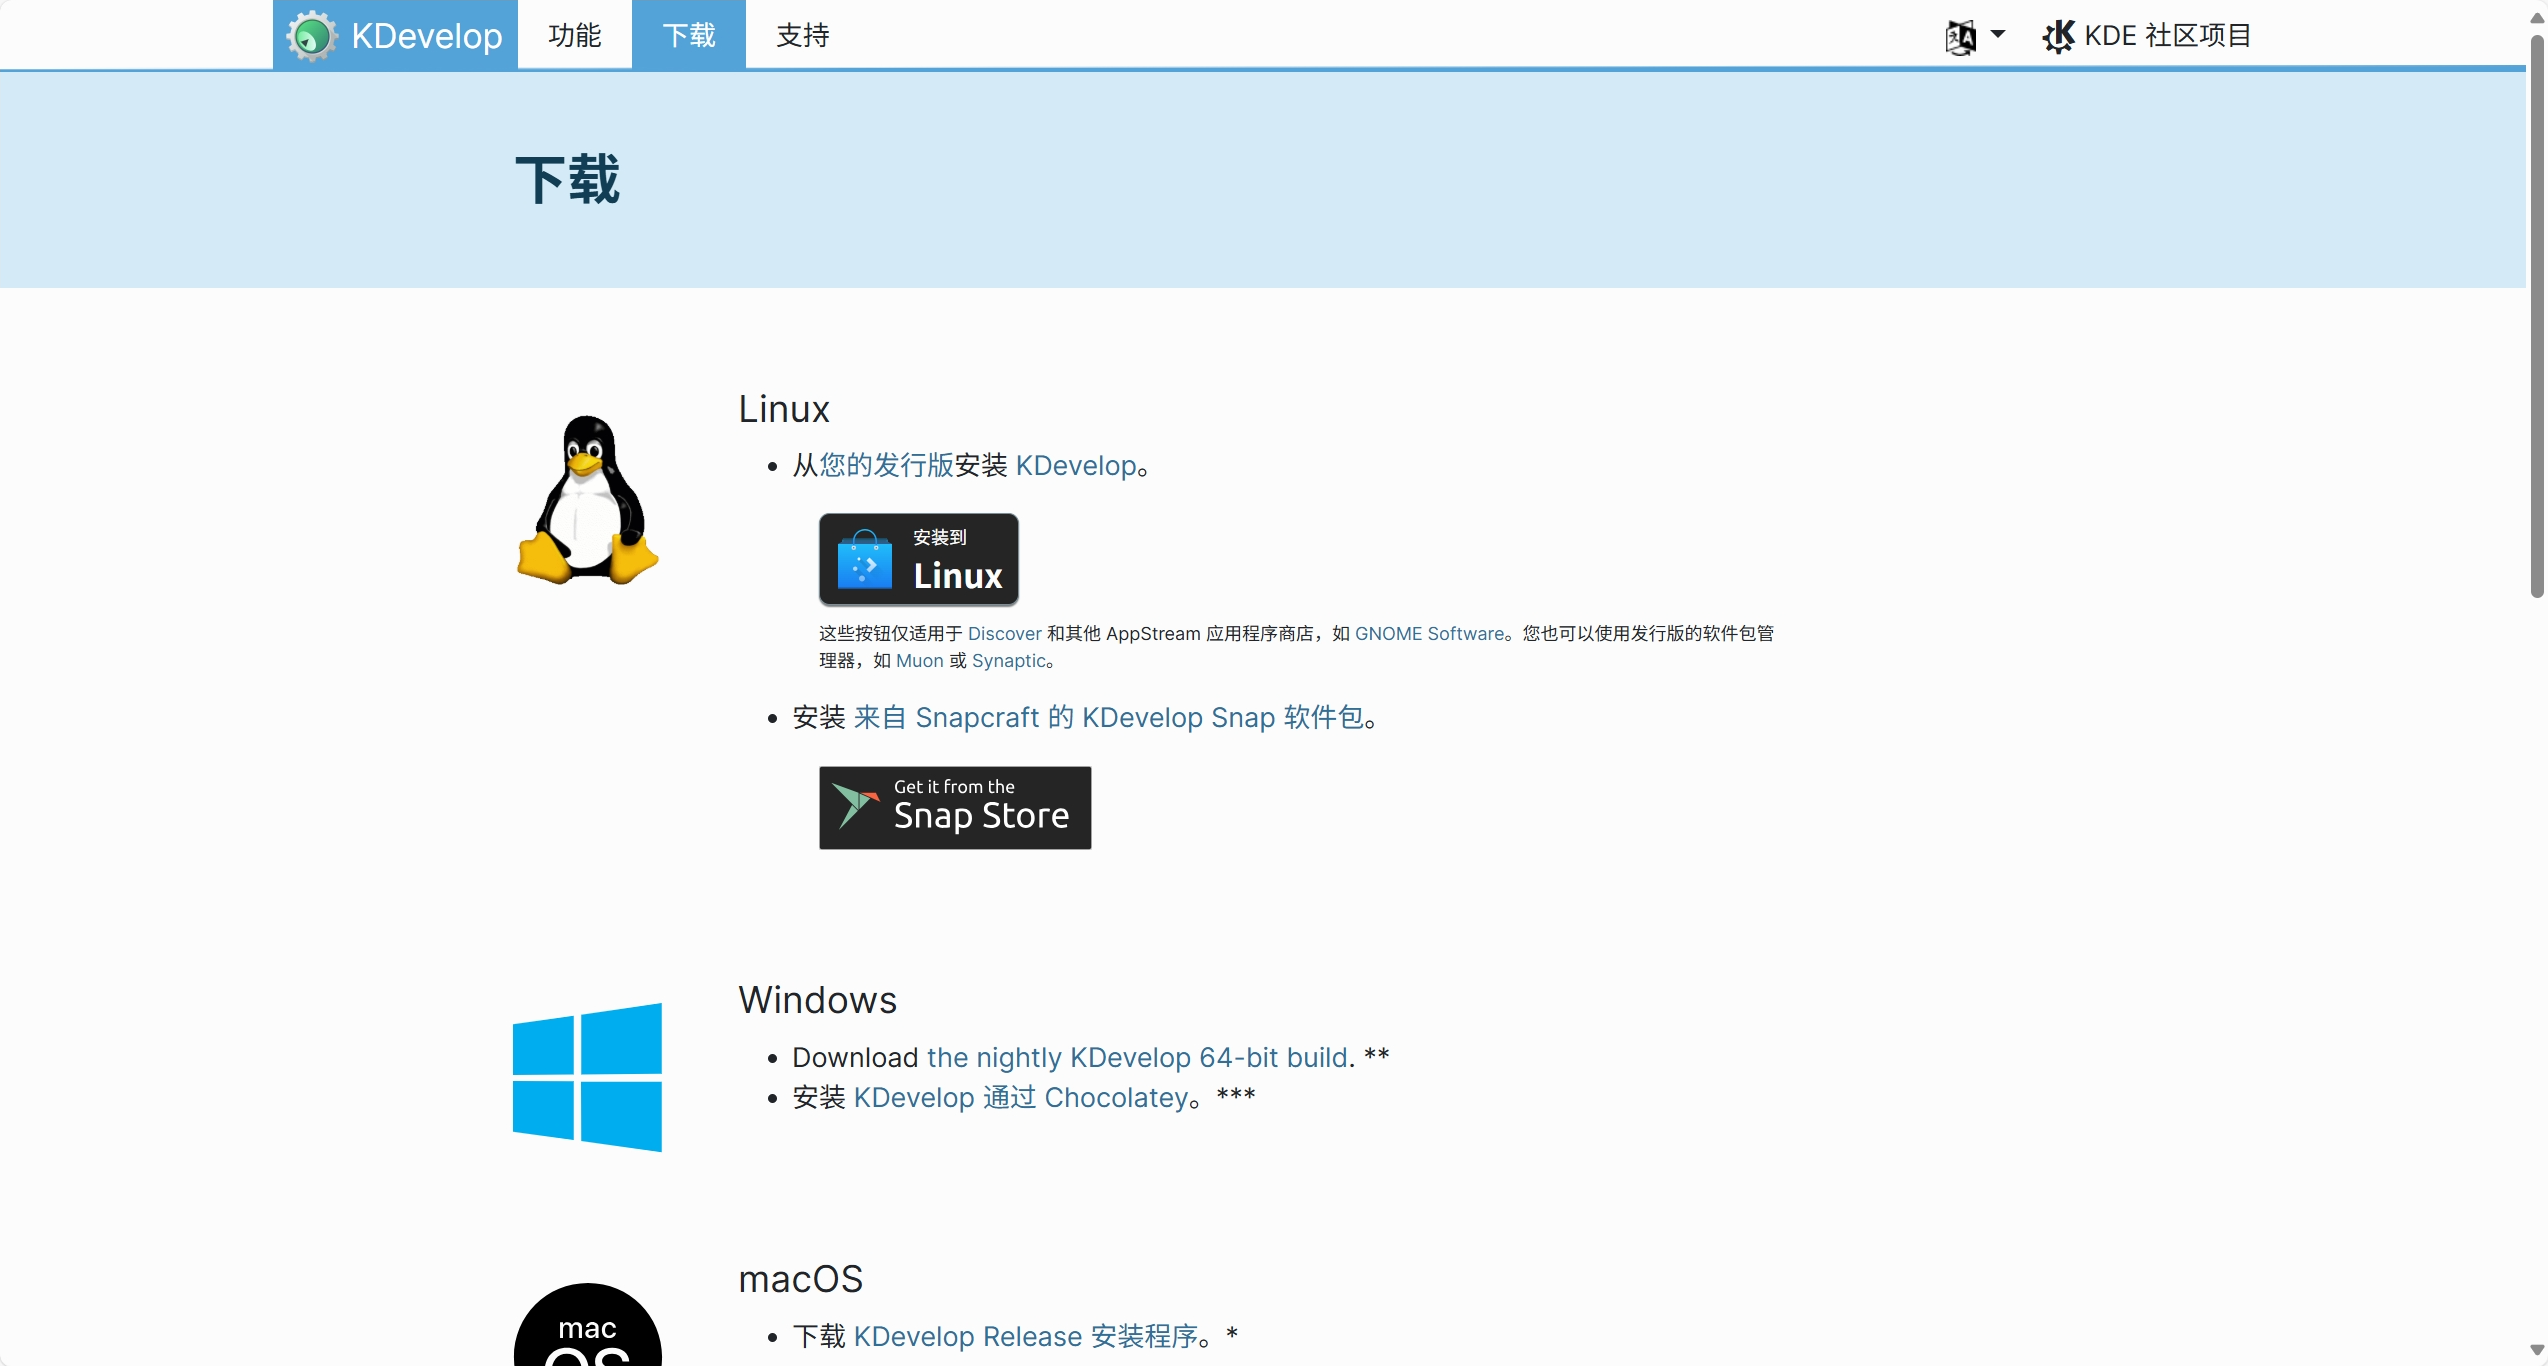 KDevelop 功能 下载 支持 KDE 社区项目
下载
Linux
从您的发行版安装 KDevelop。
安装到
Linux
这些按钮仅适用于 Discover 和其他 AppStream 应用程序商店，如 GNOME Software。您也可以使用发行版的软件包管
理器，如 Muon 或 Synaptic。
安装 来自 Snapcraft 的 KDevelop Snap 软件包。
Get it from the
Snap Store
Windows
Download the nightly KDevelop 64-bit build. **
安装 KDevelop 通过 Chocolatey。***
macOS
mac
OS
下载 KDevelop Release 安装程序。*